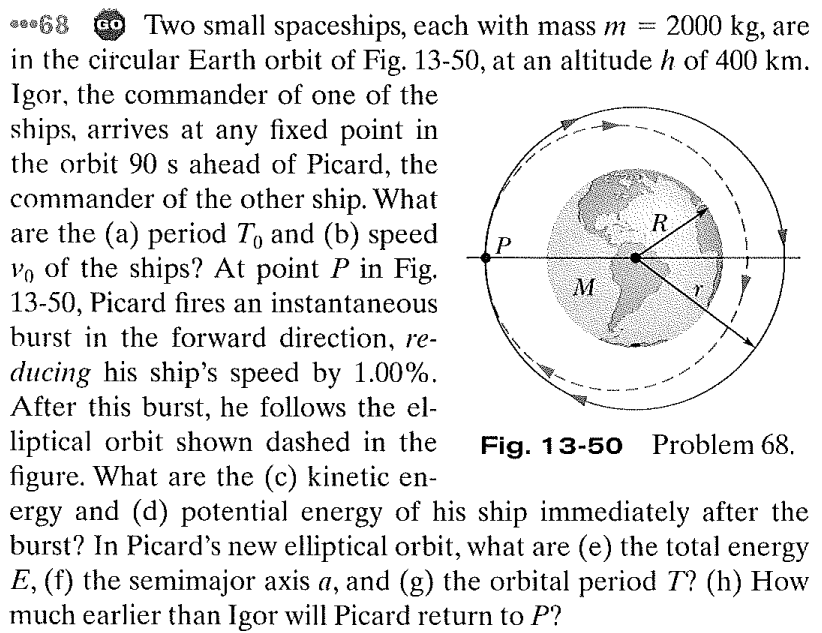 •••68 GO Two small spaceships, each with mass m = 2000 kg, are
in the circular Earth orbit of Fig. 13-50, at an altitude h of 400 km.
Igor, the commander of one of the
ships, arrives at any fixed point in
the orbit 90 s ahead of Picard, the
commander of the other ship. What
are the (a) period T₀ and (b) speed
v₀ of the ships? At point P in Fig.
13-50, Picard fires an instantaneous
burst in the forward direction, re-
ducing his ship's speed by 1.00%.
After this burst, he follows the el-
liptical orbit shown dashed in the
figure. What are the (c) kinetic en-
ergy and (d) potential energy of his ship immediately after the
burst? In Picard's new elliptical orbit, what are (e) the total energy
E, (f) the semimajor axis a, and (g) the orbital period T? (h) How
much earlier than Igor will Picard return to P?
R
P
M
r
Fig. 13-50 Problem 68.